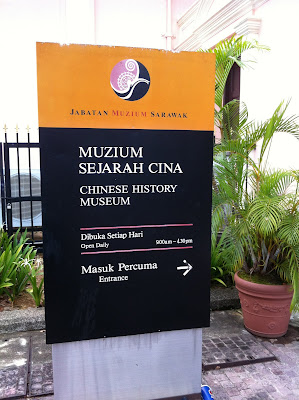 JABATAN MUZIUM SARAWAK
MUZIUM
SEJARAH CINA
CHINESE HISTORY
MUSEUM
Dibuka Setiap Hari
Open Daily 9.00am - 4.30pm
Masuk Percuma
Entrance